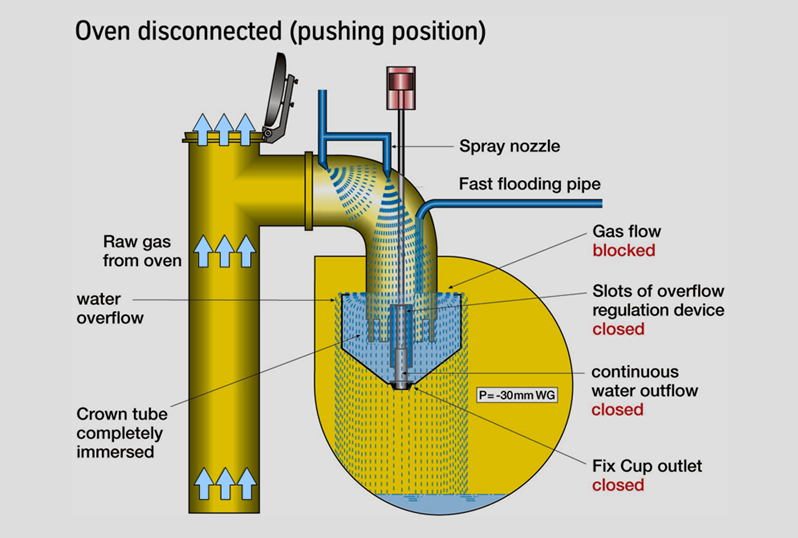 Oven disconnected (pushing position)
Spray nozzle
Fast flooding pipe
Gas flow
blocked
Raw gas
from oven
Slots of overflow
regulation device
closed
water
overflow
continuous
water outflow
closed
P= -30mm WG
Crown tube
completely
immersed
Fix Cup outlet
closed